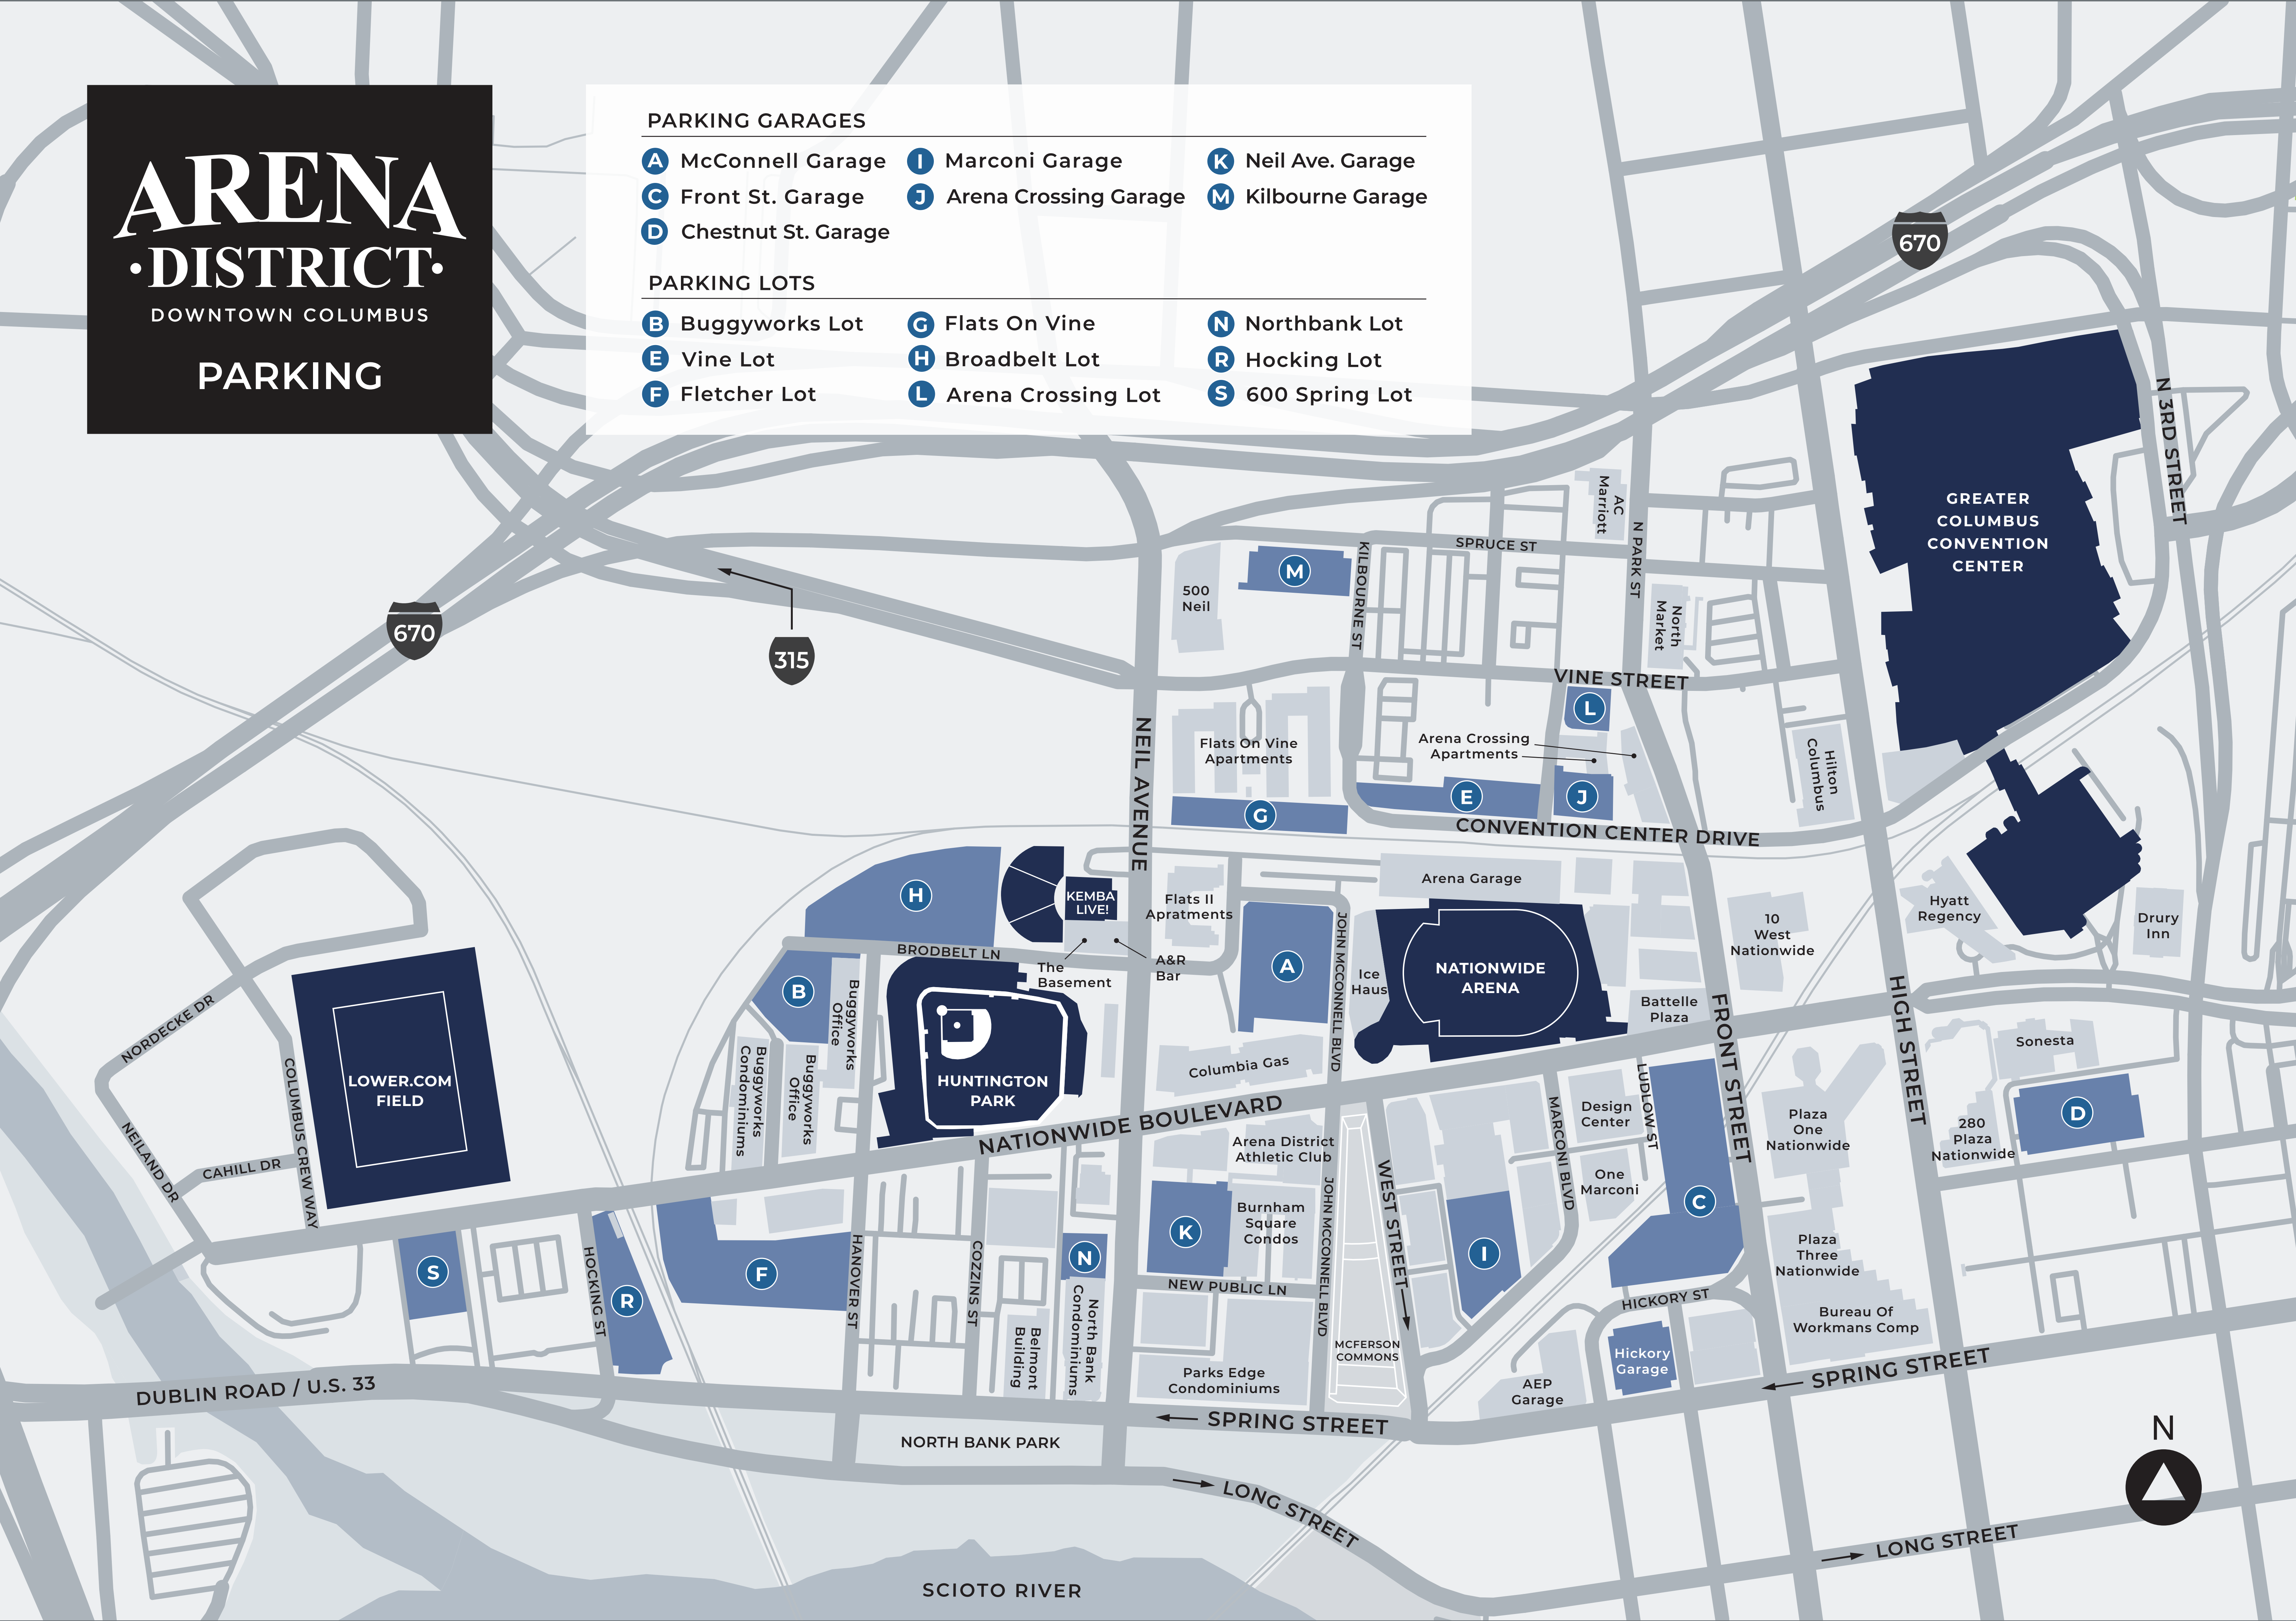 ARENA
·DISTRICT·
DOWNTOWN COLUMBUS
PARKING
PARKING GARAGES
A McConnell Garage
C Front St. Garage
D Chestnut St. Garage
I Marconi Garage
J Arena Crossing Garage
K Neil Ave. Garage
M Kilbourne Garage
PARKING LOTS
B Buggyworks Lot
E Vine Lot
F Fletcher Lot
G Flats On Vine
H Broadbelt Lot
L Arena Crossing Lot
N Northbank Lot
R Hocking Lot
S 600 Spring Lot
670
N 3RD STREET
GREATER
COLUMBUS
CONVENTION
CENTER
AC
Marriott
N PARK ST
SPRUCE ST
KILBOURNE ST
M
500
Neil
North
Market
670
315
VINE STREET
L
NEIL AVENUE
Flats On Vine
Apartments
Arena Crossing
Apartments
Hilton
Columbus
E
J
G
CONVENTION CENTER DRIVE
H
KEMBA
LIVE!
Flats II
Apratments
Arena Garage
JOHN MCCONNELL BLVD
10
West
Nationwide
Hyatt
Regency
Drury
Inn
BRODBELT LN
The
Basement
A&R
Bar
A
Ice
Haus
NATIONWIDE
ARENA
Battelle
Plaza
FRONT STREET
HIGH STREET
B
Buggyworks
Office
Buggyworks
Condominiums
Buggyworks
Office
HUNTINGTON
PARK
NORDECKE DR
COLUMBUS CREW WAY
LOWER.COM
FIELD
NEILAND DR
CAHILL DR
Columbia Gas
NATIONWIDE BOULEVARD
Sonesta
LUDLOW ST
MARCONI BLVD
Design
Center
Plaza
One
Nationwide
280
Plaza
Nationwide
D
Arena District
Athletic Club
WEST STREET
One
Marconi
C
K
Burnham
Square
Condos
JOHN MCCONNELL BLVD
I
Plaza
Three
Nationwide
S
HOCKING ST
R
F
HANOVER ST
COZZINS ST
N
North Bank
Condominiums
Belmont
Building
NEW PUBLIC LN
HICKORY ST
Bureau Of
Workmans Comp
MCFERSON
COMMONS
Hickory
Garage
Parks Edge
Condominiums
AEP
Garage
DUBLIN ROAD / U.S. 33
SPRING STREET
SPRING STREET
NORTH BANK PARK
N
LONG STREET
LONG STREET
SCIOTO RIVER